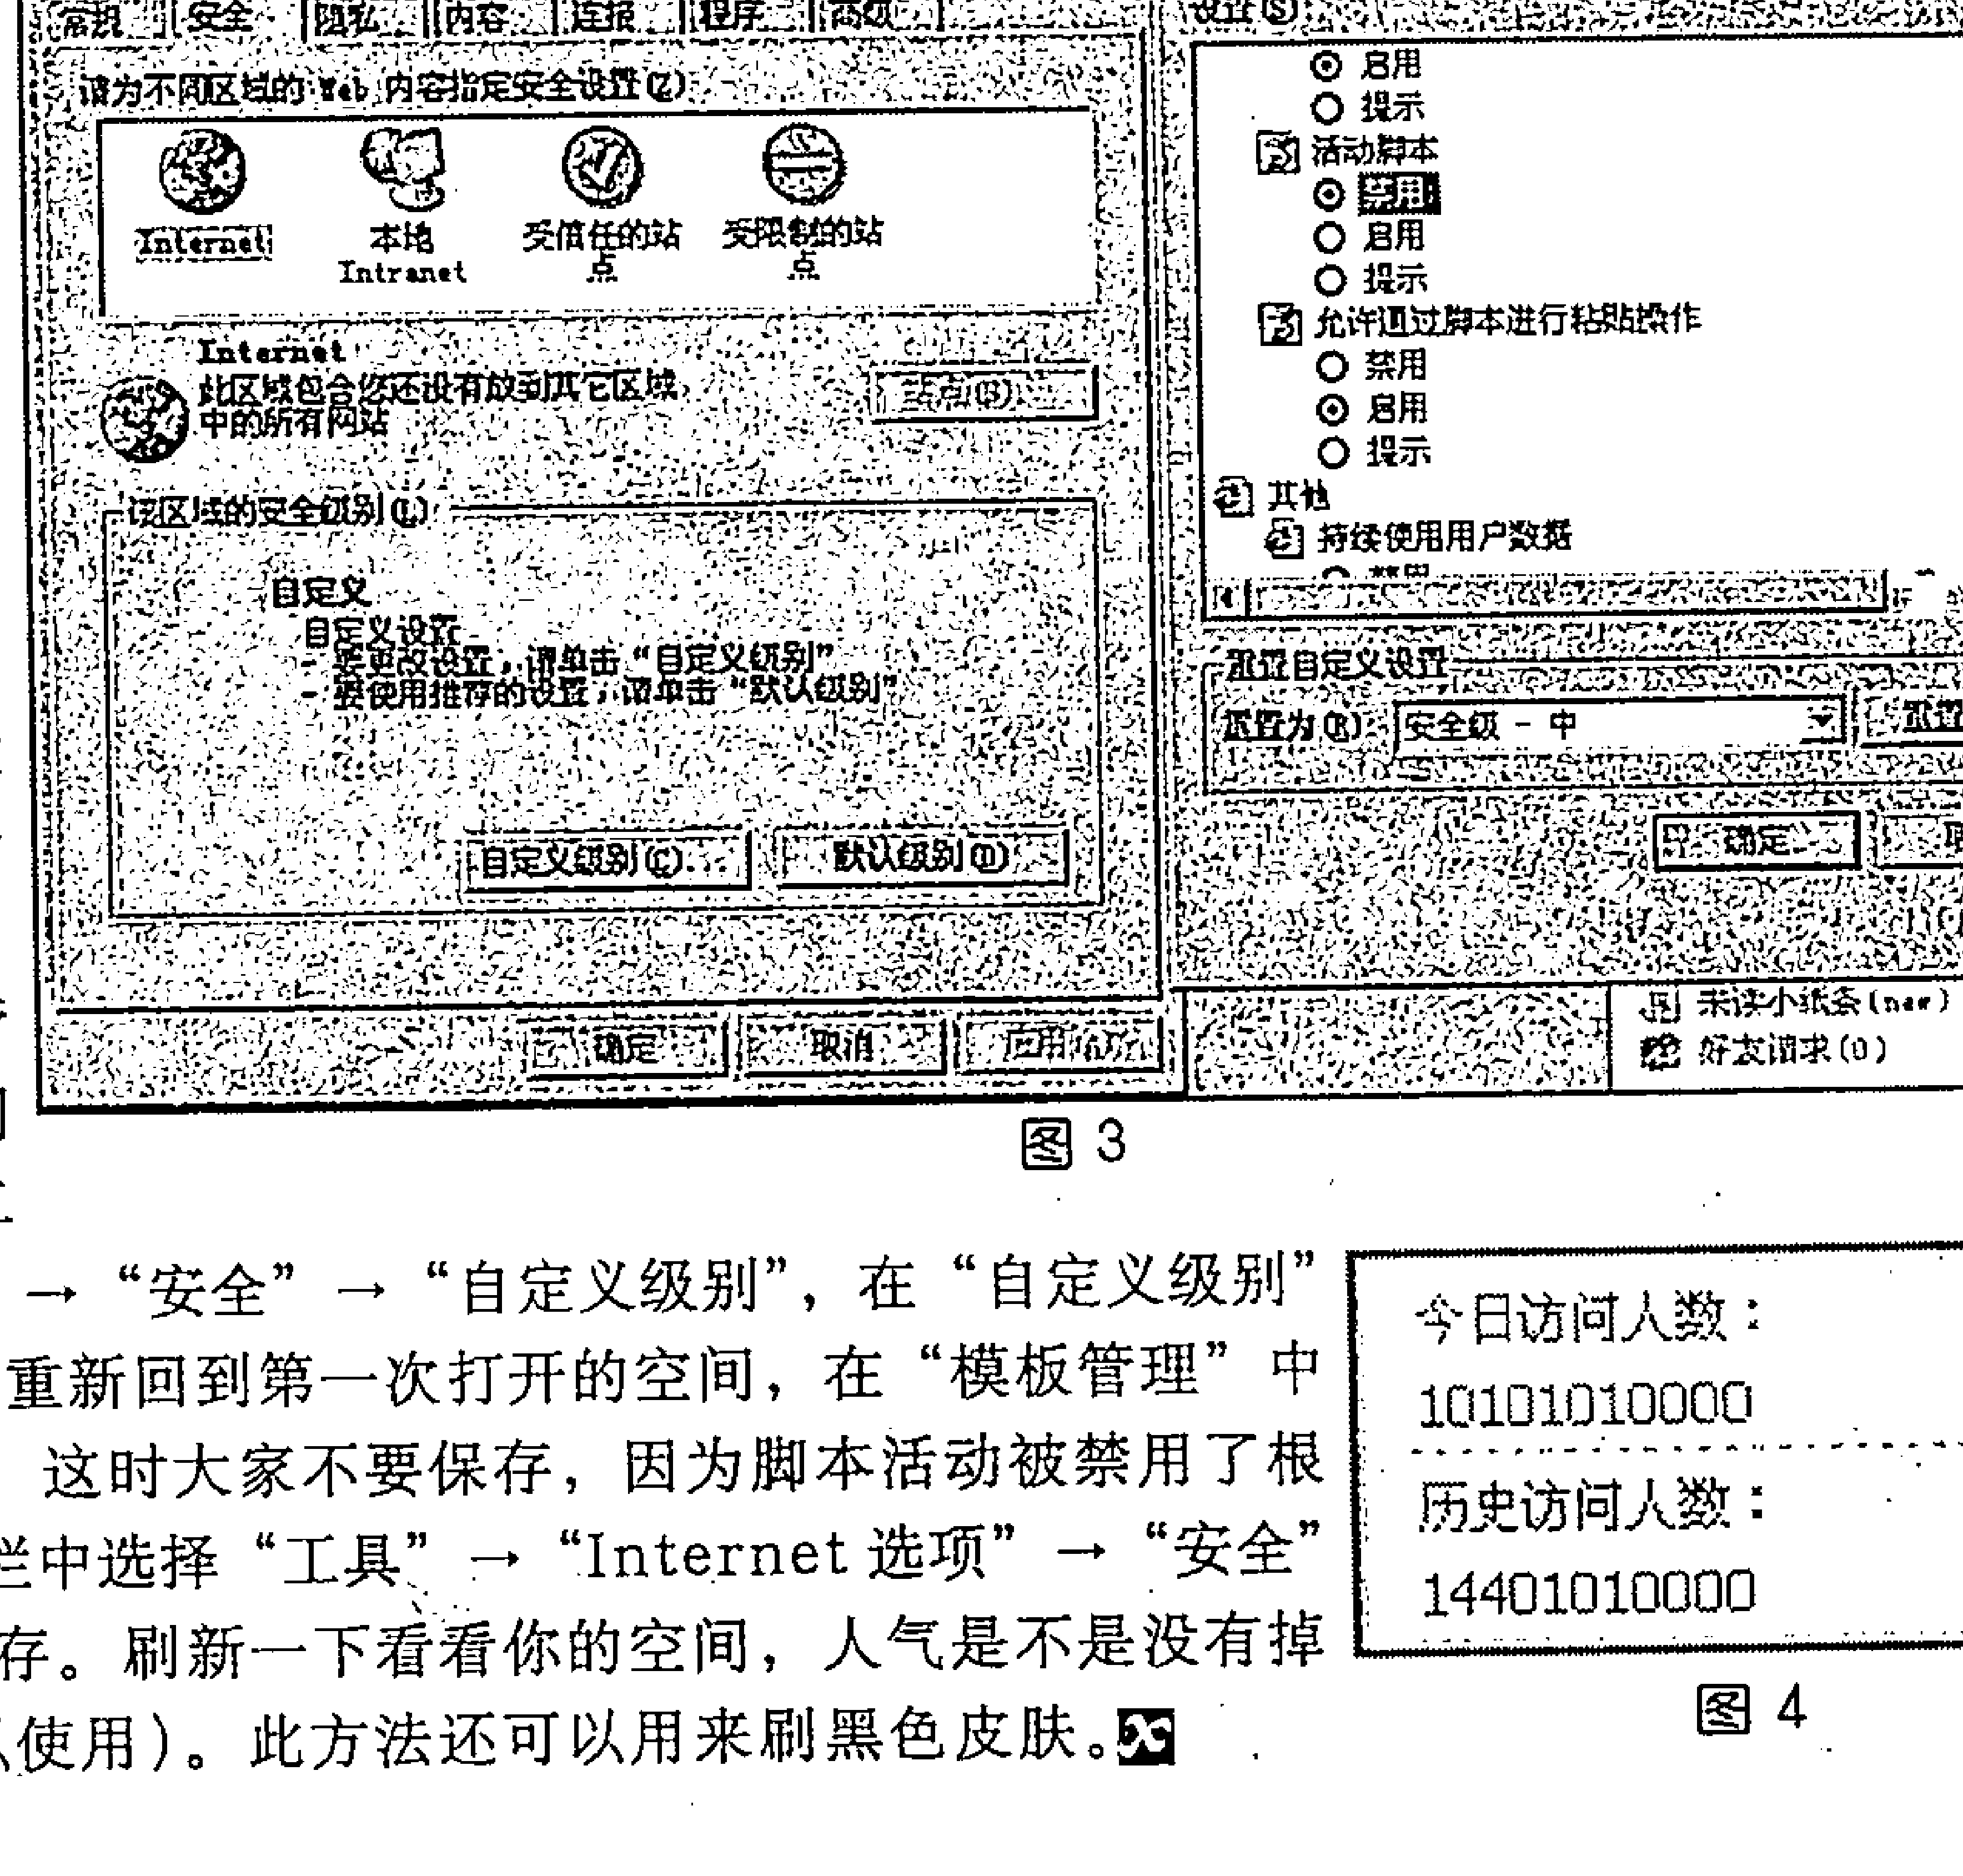 常规 安全 隐私 内容 连接 程序 高级
请为不同区域的 Web 内容指定安全设置(Z)
Internet 本地 Intranet 受信任的站点 受限制的站点
Internet
此区域包含您还没有放到其它区域
中的所有网站
站点(S)
该区域的安全级别(L)
自定义
自定义设置
- 要更改设置，请单击“自定义级别”
- 要使用推荐的设置，请单击“默认级别”
自定义级别(C)... 默认级别(D)
确定 取消 应用(A)
设置(S):
启用
提示
活动脚本
禁用
启用
提示
允许通过脚本进行粘贴操作
禁用
启用
提示
其他
持续使用用户数据
禁用
重置自定义设置
重置为(R): 安全级 - 中 重置
确定
未读小纸条(new)
好友请求(0)
图 3
→ “安全” → “自定义级别”，在 “自定义级别”
重新回到第一次打开的空间，在 “模板管理” 中
这时大家不要保存，因为脚本活动被禁用了根
栏中选择 “工具” → “Internet 选项” → “安全”
存。刷新一下看看你的空间，人气是不是没有掉
使用）。此方法还可以用来刷黑色皮肤。
今日访问人数：
10101010000
历史访问人数：
14401010000
图 4